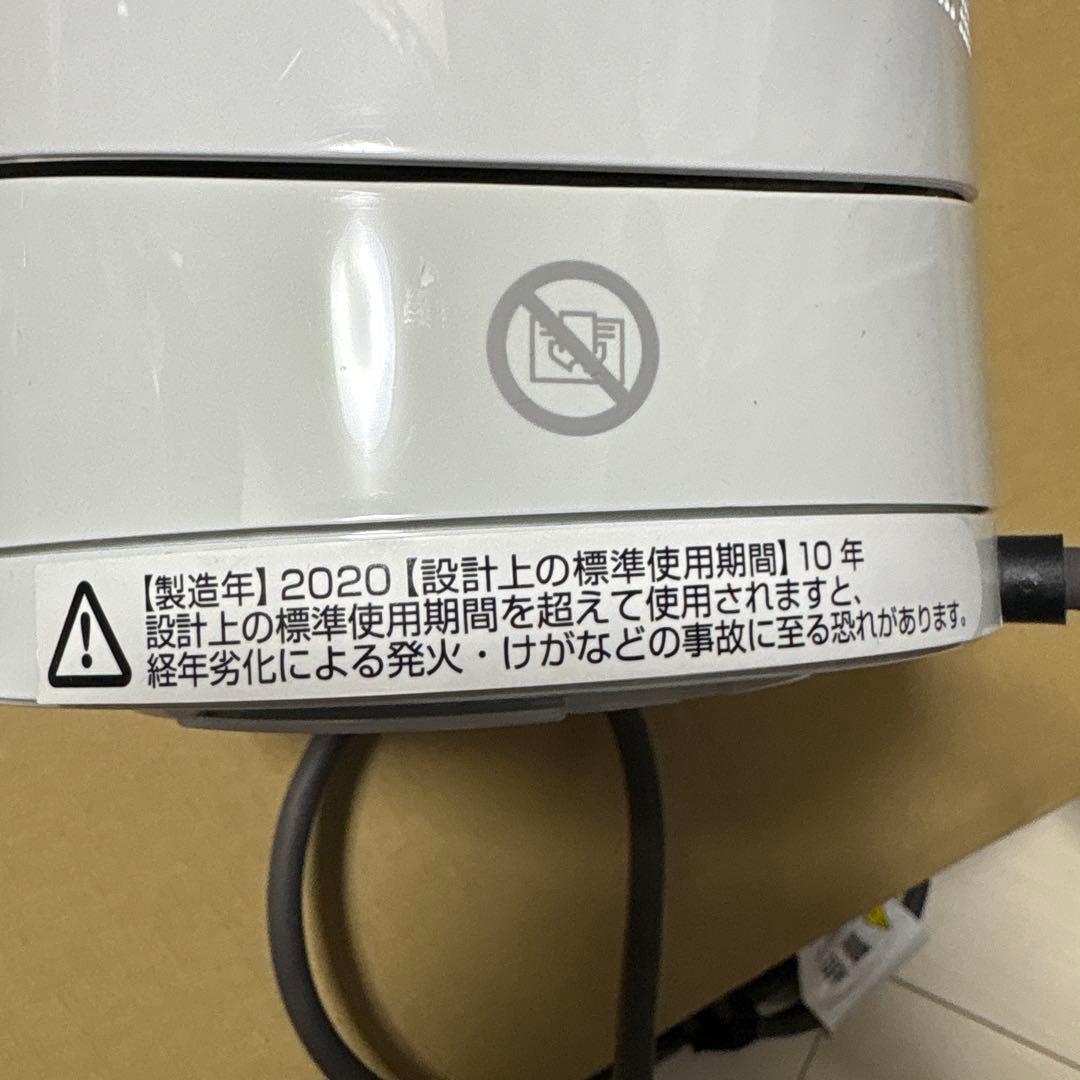 【製造年】2020【設計上の標準使用期間】10年
設計上の標準使用期間を超えて使用されますと、
経年劣化による発火・けがなどの事故に至る恐れがあります。